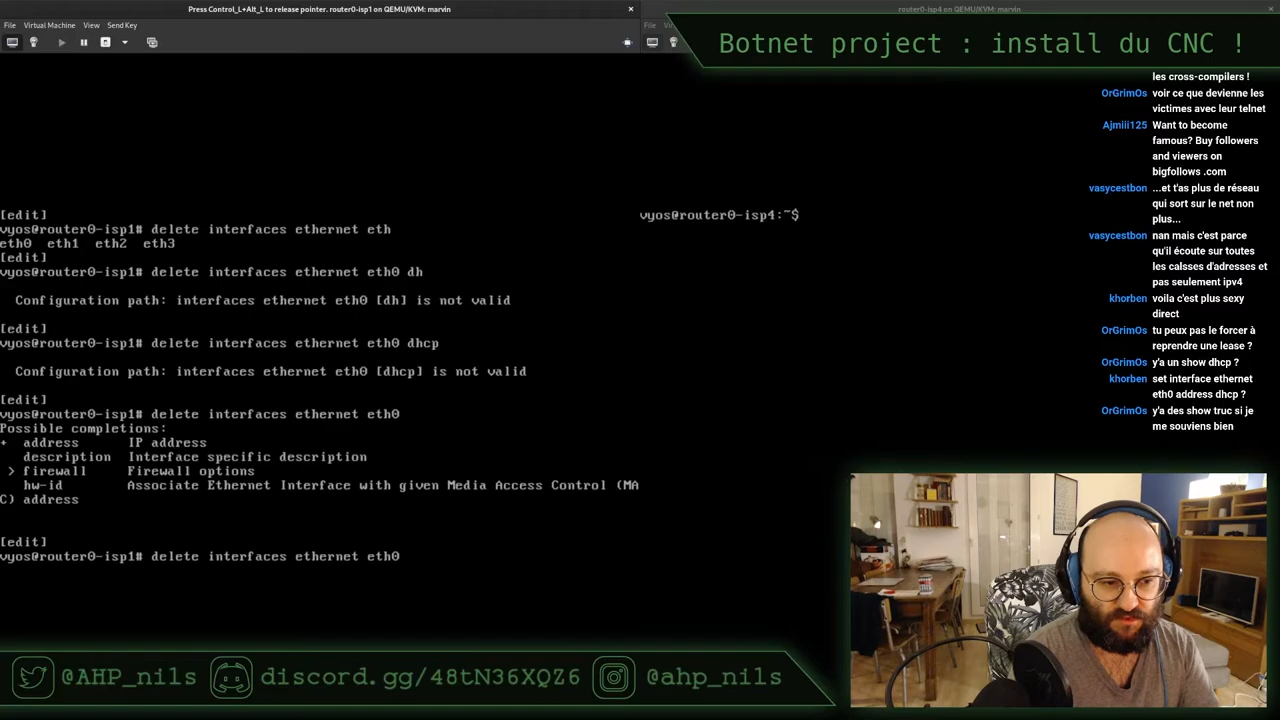 Press Control_L+Alt_L to release pointer. router0-isp1 on QEMU/KVM: marvin
router0-isp4 on QEMU/KVM: marvin
File Virtual Machine View Send Key
File
Botnet project : install du CNC !
[edit]
vyos@router0-isp1# delete interfaces ethernet eth
eth0 eth1 eth2 eth3
[edit]
vyos@router0-isp1# delete interfaces ethernet eth0 dh
Configuration path: interfaces ethernet eth0 [dh] is not valid
[edit]
vyos@router0-isp1# delete interfaces ethernet eth0 dhcp
Configuration path: interfaces ethernet eth0 [dhcp] is not valid
[edit]
vyos@router0-isp1# delete interfaces ethernet eth0
Possible completions:
+ address IP address
description Interface specific description
> firewall Firewall options
hw-id Associate Ethernet Interface with given Media Access Control (MA
C) address
[edit]
vyos@router0-isp1# delete interfaces ethernet eth0
vyos@router0-isp4:~$
les cross-compilers !
OrGrimOs voir ce que devienne les
victimes avec leur telnet
Ajmiii125 Want to become
famous? Buy followers
and viewers on
bigfollows .com
vasycestbon ...et t'as plus de réseau
qui sort sur le net non
plus...
vasycestbon nan mais c'est parce
qu'il écoute sur toutes
les calsses d'adresses et
pas seulement ipv4
khorben voila c'est plus sexy
direct
OrGrimOs tu peux pas le forcer à
reprendre une lease ?
OrGrimOs y'a un show dhcp ?
khorben set interface ethernet
eth0 address dhcp ?
OrGrimOs y'a des show truc si je
me souviens bien
@AHP_nils discord.gg/48tN36XQZ6 @ahp_nils